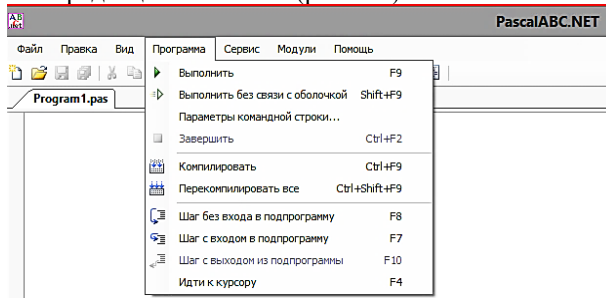 PascalABC.NET
Файл Правка Вид Программа Сервис Модули Помощь
Program1.pas
Выполнить F9
Выполнить без связи с оболочкой Shift+F9
Параметры командной строки...
Завершить Ctrl+F2
Компилировать Ctrl+F9
Перекомпилировать все Ctrl+Shift+F9
Шаг без входа в подпрограмму F8
Шаг с входом в подпрограмму F7
Шаг с выходом из подпрограммы F10
Идти к курсору F4